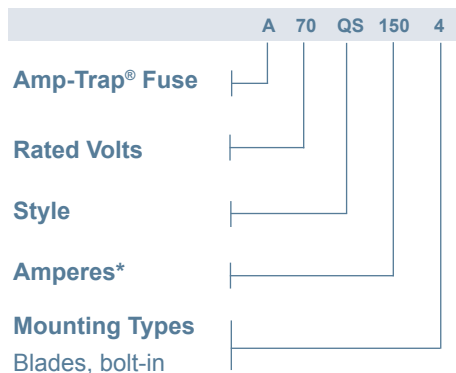 A 70 QS 150 4
Amp-Trap® Fuse
Rated Volts
Style
Amperes*
Mounting Types
Blades, bolt-in